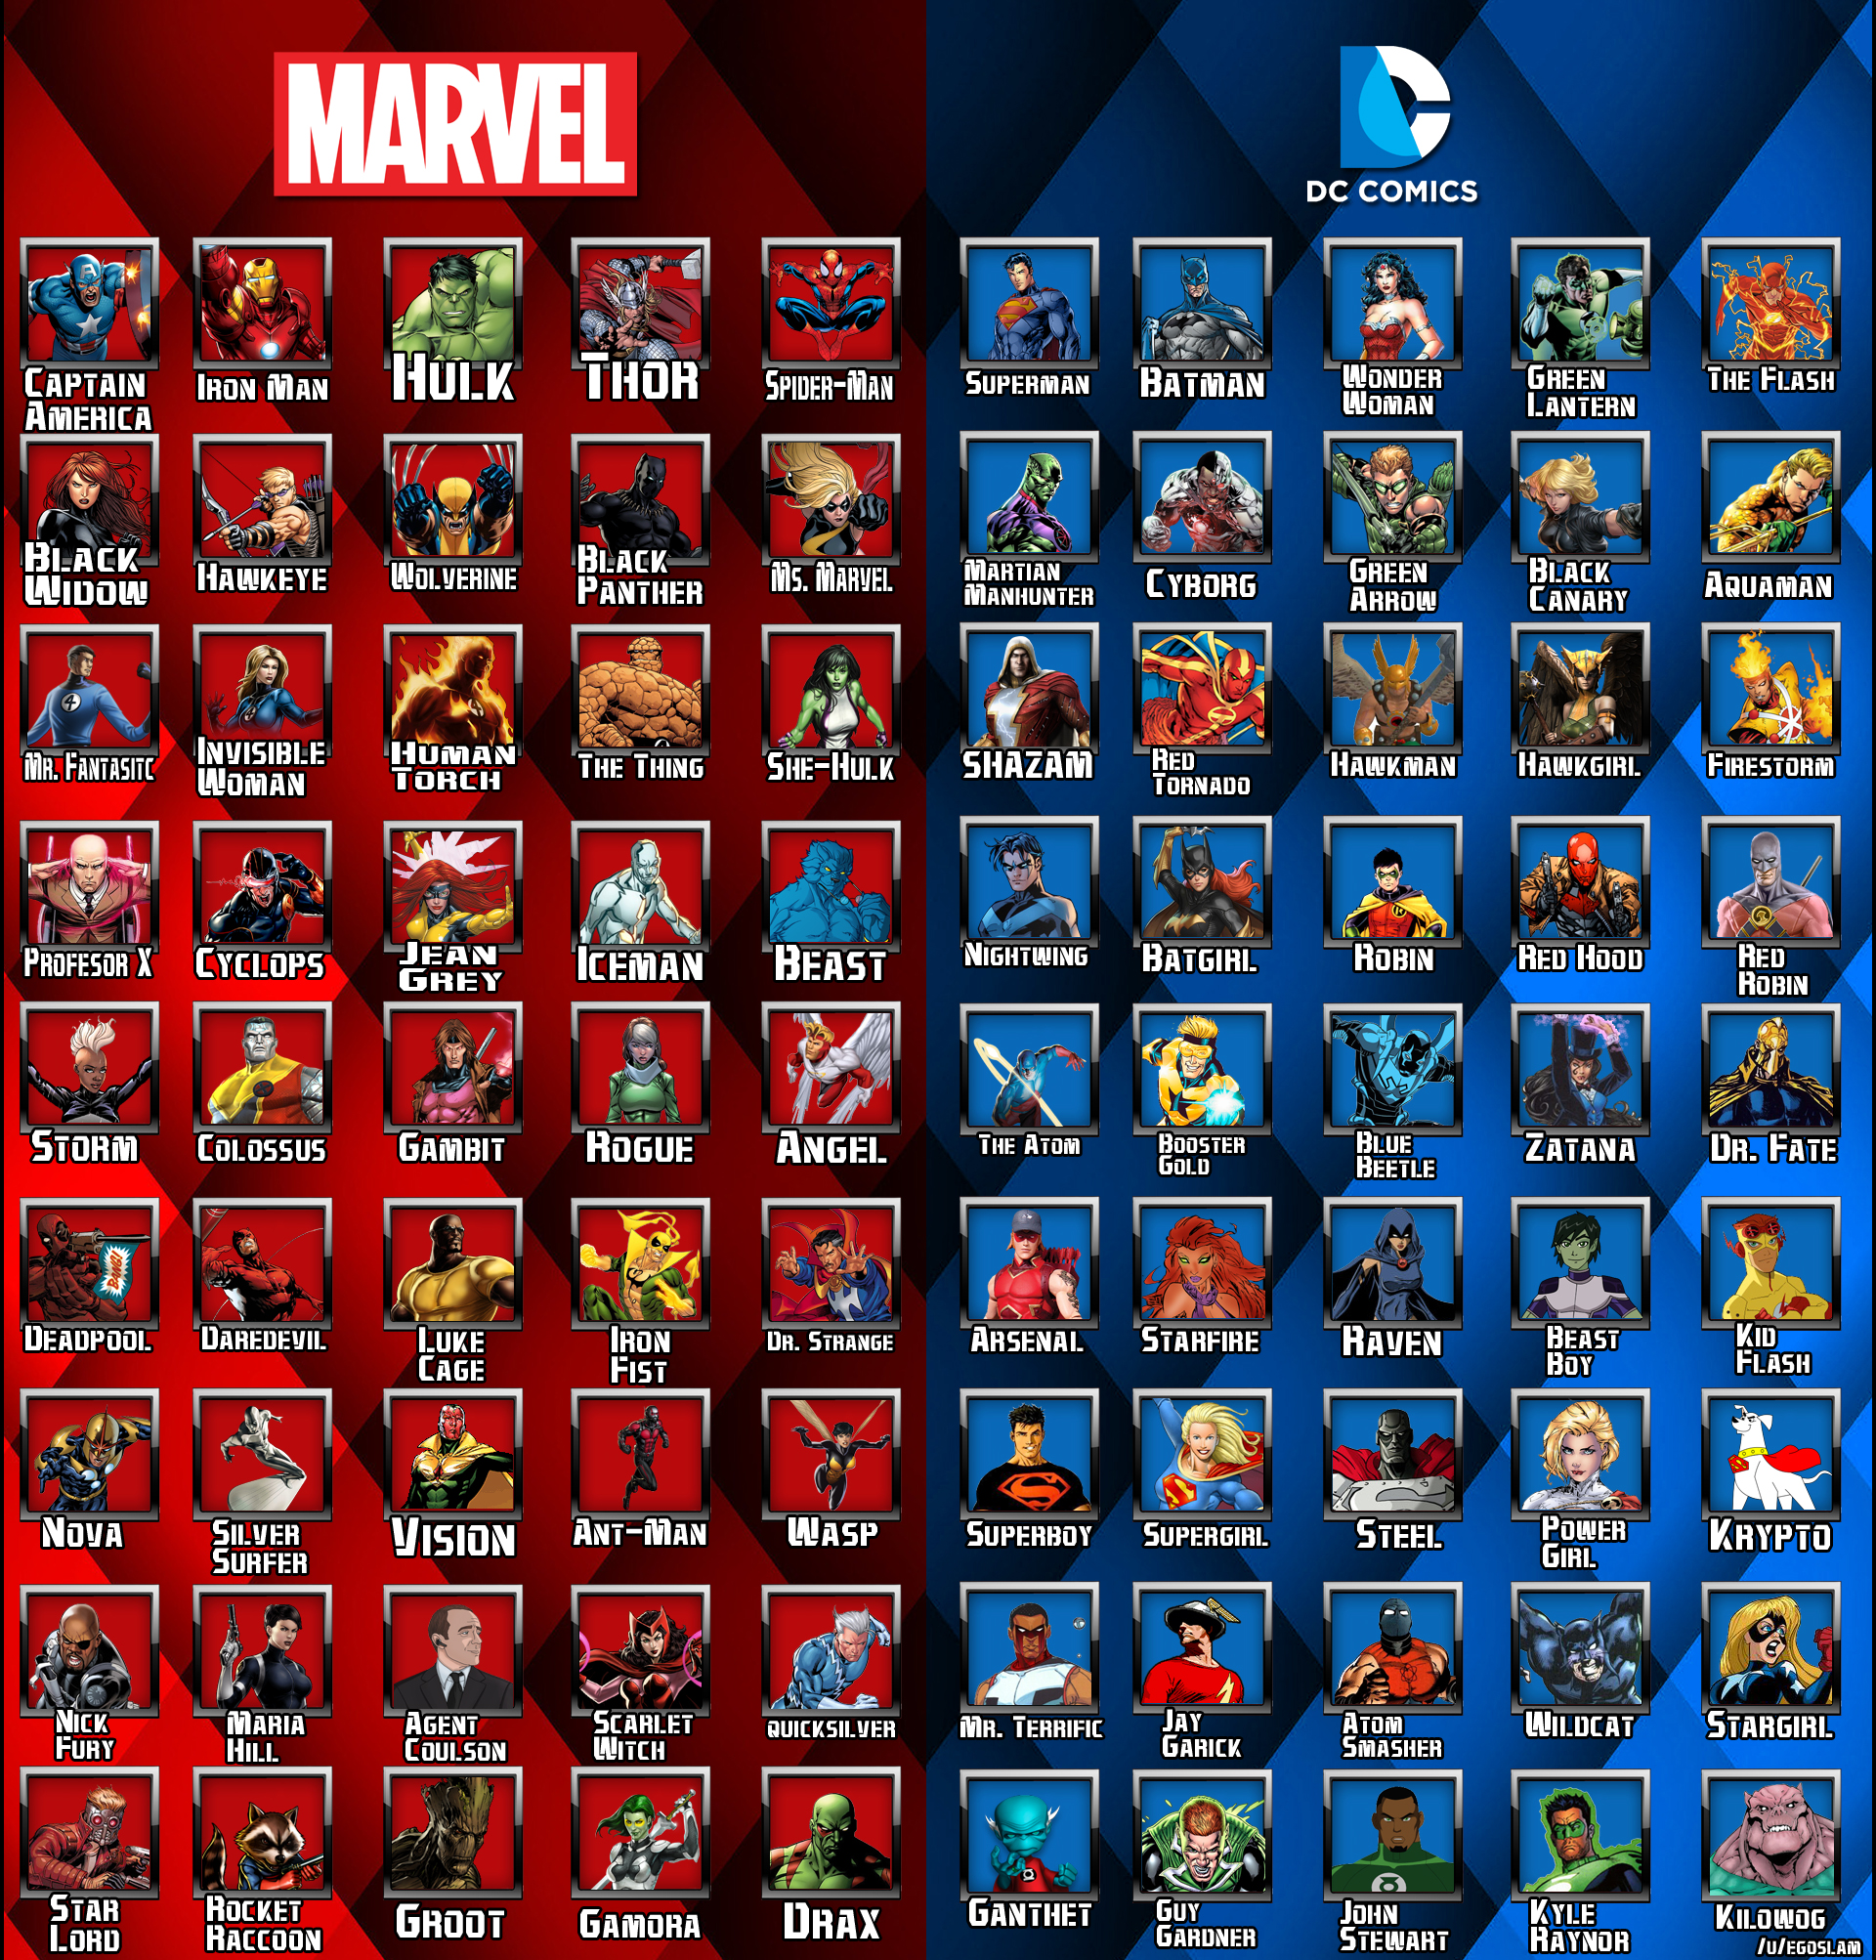 MARVEL
DC COMICS
CAPTAIN
AMERICA
IRON MAN
HULK
THOR
SPIDER-MAN
SUPERMAN
BATMAN
WONDER
WOMAN
GREEN
LANTERN
THE FLASH
BLACK
WIDOW
HAWKEYE
WOLVERINE
BLACK
PANTHER
MS. MARVEL
MARTIAN
MANHUNTER
CYBORG
GREEN
ARROW
BLACK
CANARY
AQUAMAN
4
MR. FANTASITC
INVISIBLE
WOMAN
HUMAN
TORCH
THE THING
SHE-HULK
SHAZAM
RED
TORNADO
HAWKMAN
HAWKGIRL
FIRESTORM
PROFESOR X
CYCLOPS
JEAN
GREY
ICEMAN
BEAST
NIGHTWING
BATGIRL
ROBIN
RED HOOD
RED
ROBIN
STORM
COLOSSUS
GAMBIT
ROGUE
ANGEL
THE ATOM
BOOSTER
GOLD
BLUE
BEETLE
ZATANA
DR. FATE
BANG!
DEADPOOL
DAREDEVIL
LUKE
CAGE
IRON
FIST
DR. STRANGE
ARSENAL
STARFIRE
RAVEN
BEAST
BOY
KID
FLASH
NOVA
SILVER
SURFER
VISION
ANT-MAN
WASP
SUPERBOY
SUPERGIRL
STEEL
POWER
GIRL
KRYPTO
NICK
FURY
MARIA
HILL
AGENT
COULSON
SCARLET
WITCH
QUICKSILVER
MR. TERRIFIC
JAY
GARICK
ATOM
SMASHER
WILDCAT
STARGIRL
STAR
LORD
ROCKET
RACCOON
GROOT
GAMORA
DRAX
GANTHET
GUY
GARDNER
JOHN
STEWART
KYLE
RAYNOR
KILOWOG
/U/EGOSLAM